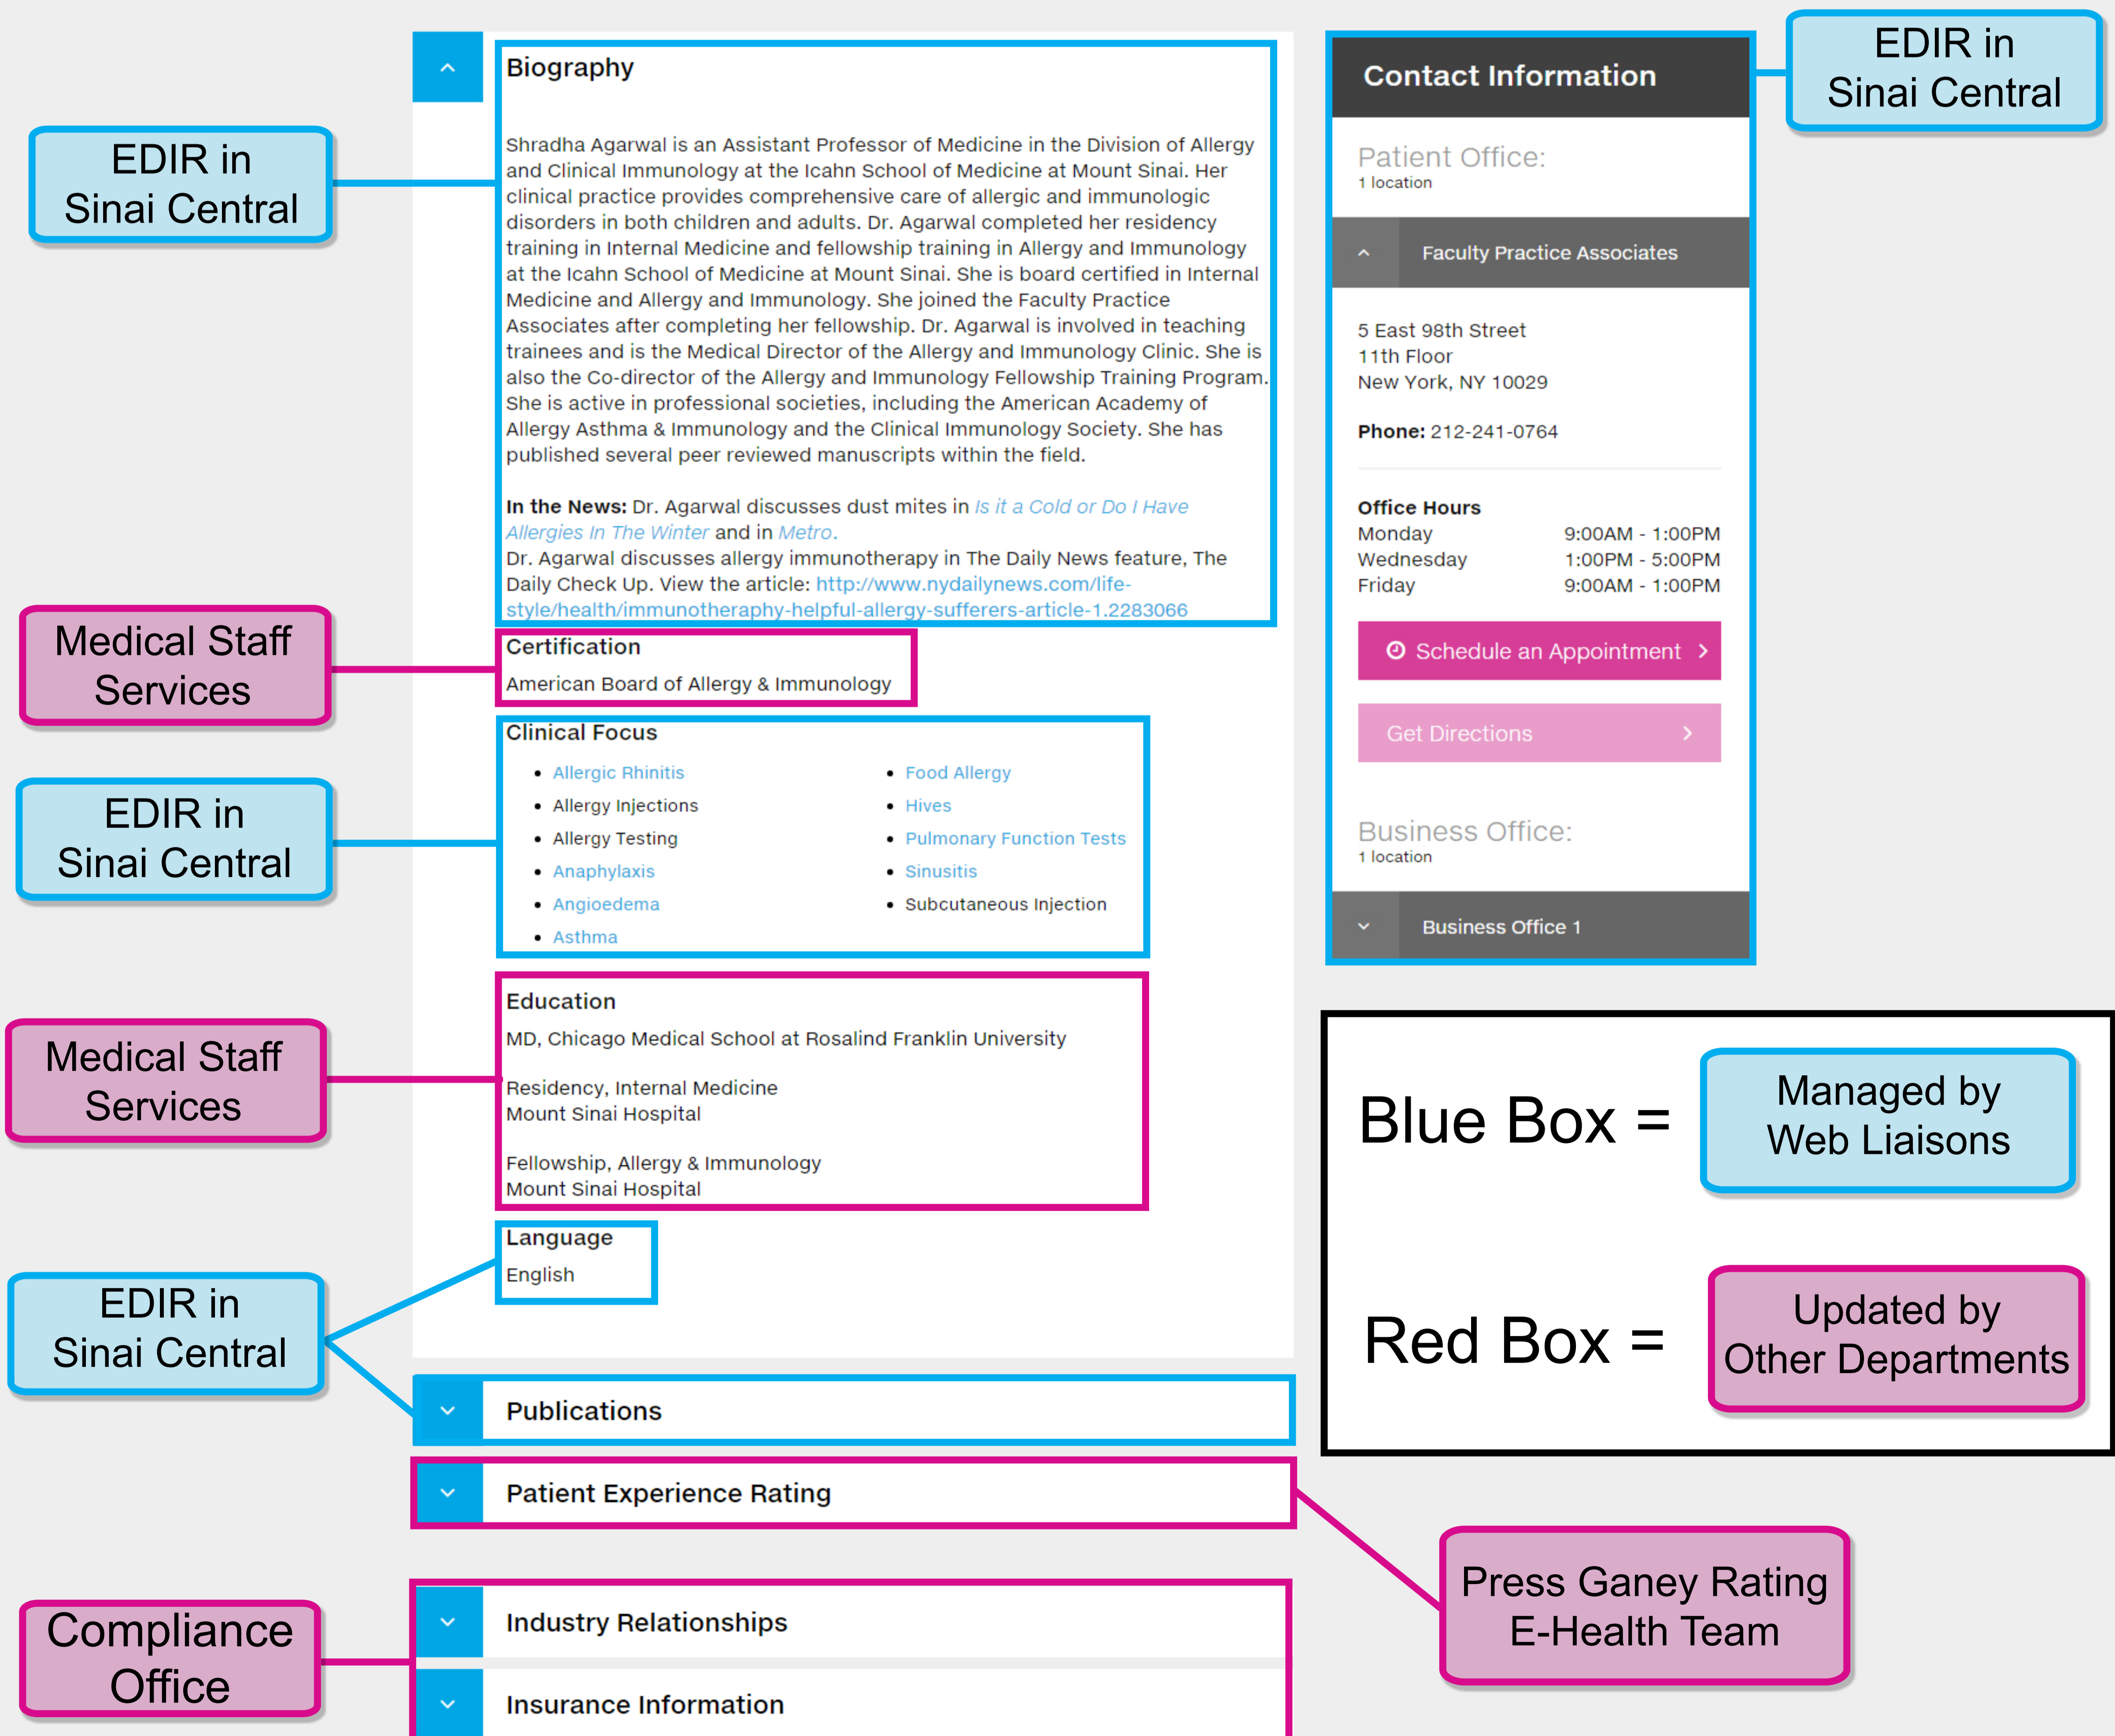 EDIR in
Sinai Central
Biography
Shradha Agarwal is an Assistant Professor of Medicine in the Division of Allergy
and Clinical Immunology at the Icahn School of Medicine at Mount Sinai. Her
clinical practice provides comprehensive care of allergic and immunologic
disorders in both children and adults. Dr. Agarwal completed her residency
training in Internal Medicine and fellowship training in Allergy and Immunology
at the Icahn School of Medicine at Mount Sinai. She is board certified in Internal
Medicine and Allergy and Immunology. She joined the Faculty Practice
Associates after completing her fellowship. Dr. Agarwal is involved in teaching
trainees and is the Medical Director of the Allergy and Immunology Clinic. She is
also the Co-director of the Allergy and Immunology Fellowship Training Program.
She is active in professional societies, including the American Academy of
Allergy Asthma & Immunology and the Clinical Immunology Society. She has
published several peer reviewed manuscripts within the field.
In the News: Dr. Agarwal discusses dust mites in Is it a Cold or Do I Have
Allergies In The Winter and in Metro.
Dr. Agarwal discusses allergy immunotherapy in The Daily News feature, The
Daily Check Up. View the article: http://www.nydailynews.com/life-
style/health/immunotheraphy-helpful-allergy-sufferers-article-1.2283066
Medical Staff
Services
Certification
American Board of Allergy & Immunology
EDIR in
Sinai Central
Clinical Focus
Allergic Rhinitis
Allergy Injections
Allergy Testing
Anaphylaxis
Angioedema
Asthma
Food Allergy
Hives
Pulmonary Function Tests
Sinusitis
Subcutaneous Injection
Medical Staff
Services
Education
MD, Chicago Medical School at Rosalind Franklin University
Residency, Internal Medicine
Mount Sinai Hospital
Fellowship, Allergy & Immunology
Mount Sinai Hospital
EDIR in
Sinai Central
Language
English
Publications
Patient Experience Rating
Press Ganey Rating
E-Health Team
Compliance
Office
Industry Relationships
Insurance Information
EDIR in
Sinai Central
Contact Information
Patient Office:
1 location
Faculty Practice Associates
5 East 98th Street
11th Floor
New York, NY 10029
Phone: 212-241-0764
Office Hours
Monday 9:00AM - 1:00PM
Wednesday 1:00PM - 5:00PM
Friday 9:00AM - 1:00PM
Schedule an Appointment
Get Directions
Business Office:
1 location
Business Office 1
Blue Box =
Managed by
Web Liaisons
Red Box =
Updated by
Other Departments